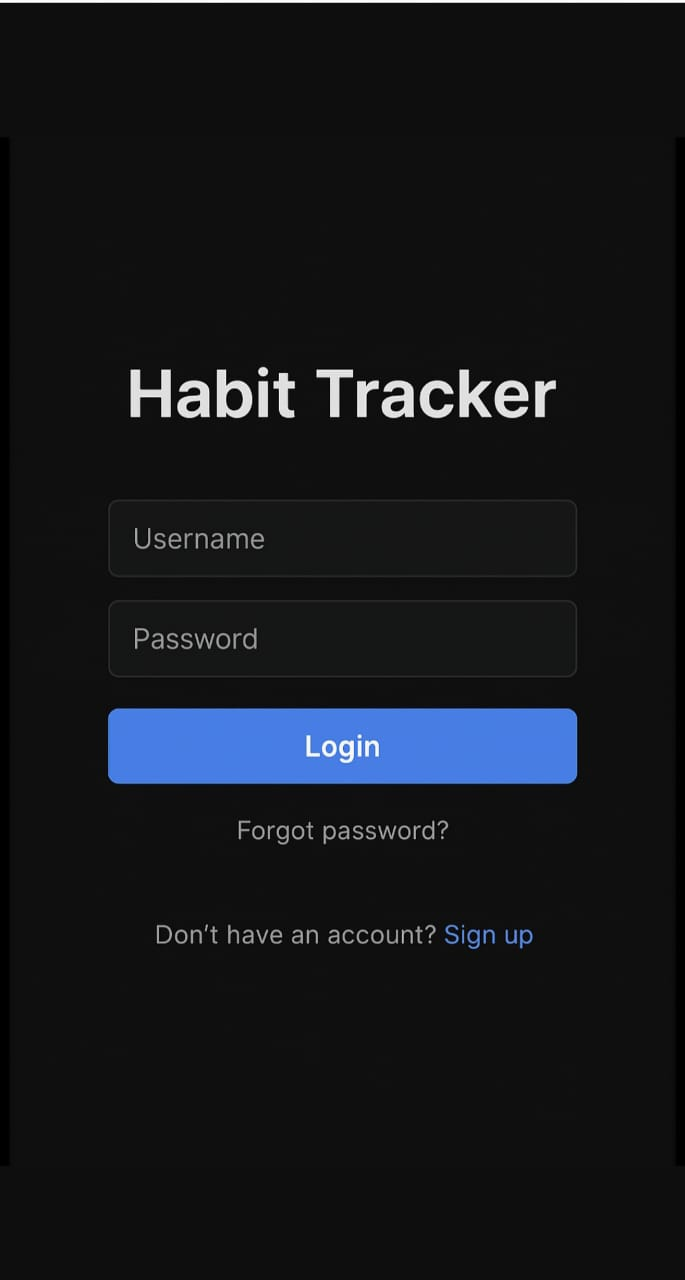 Habit Tracker
Username
Password
Login
Forgot password?
Don’t have an account? Sign up